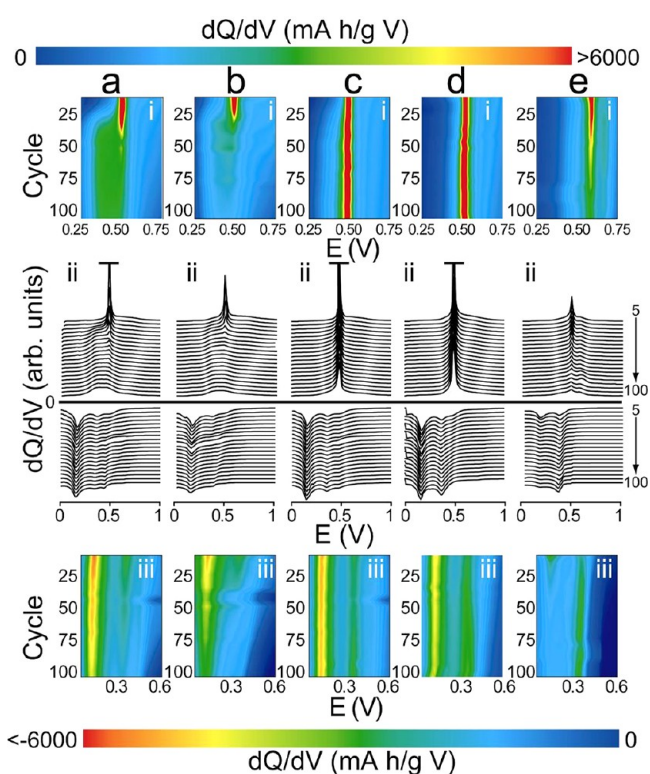 dQ/dV (mA h/g V)
0 >6000
a b c d e
i i i i i
Cycle
25 25 25 25 25
50 50 50 50 50
75 75 75 75 75
100 100 100 100 100
0.25 0.50 0.75 0.25 0.50 0.75 0.25 0.50 0.75 0.25 0.50 0.75 0.25 0.50 0.75
E (V)
ii ii ii ii ii
dQ/dV (arb. units)
5
100
0
5
100
0 0.5 1 0 0.5 1 0 0.5 1 0 0.5 1 0 0.5 1
E (V)
iii iii iii iii iii
Cycle
25 25 25 25 25
50 50 50 50 50
75 75 75 75 75
100 100 100 100 100
0.3 0.6 0.3 0.6 0.3 0.6 0.3 0.6 0.3 0.6
E (V)
<-6000 0
dQ/dV (mA h/g V)